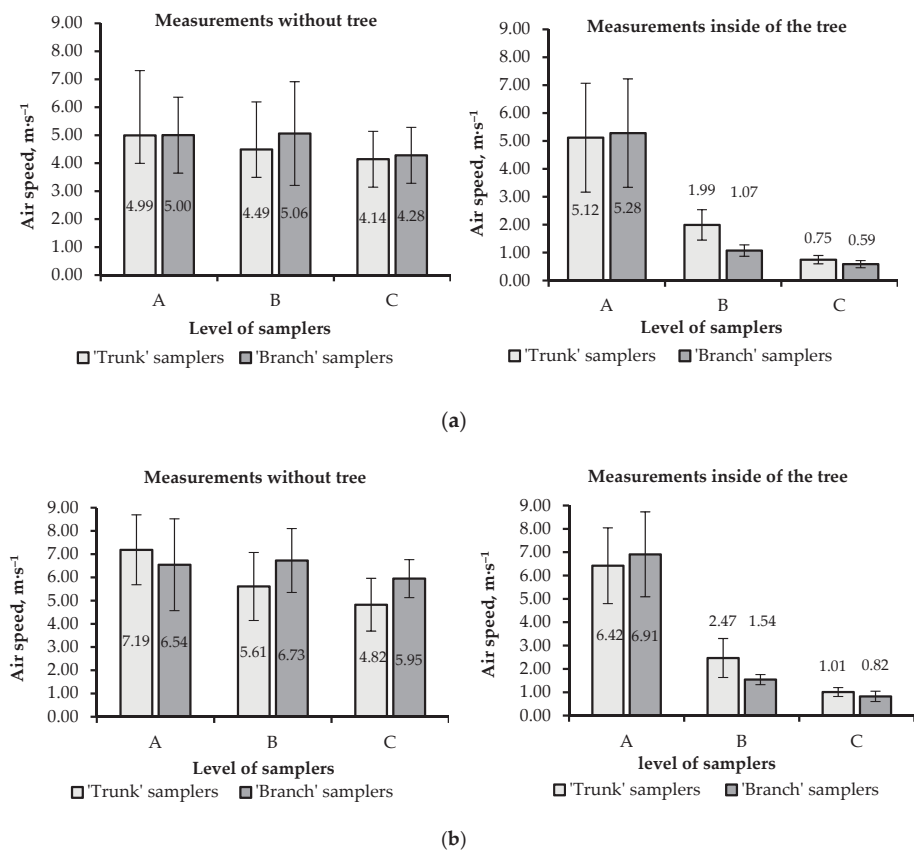 Measurements without tree
9.00
8.00
7.00
6.00
5.00
4.00
3.00
2.00
1.00
0.00
Air speed, m·s⁻¹
4.99 5.00 4.49 5.06 4.14 4.28
A B C
Level of samplers
'Trunk' samplers 'Branch' samplers
Measurements inside of the tree
9.00
8.00
7.00
6.00
5.00
4.00
3.00
2.00
1.00
0.00
Air speed, m·s⁻¹
5.12 5.28 1.99 1.07 0.75 0.59
A B C
Level of samplers
'Trunk' samplers 'Branch' samplers
(a)
Measurements without tree
9.00
8.00
7.00
6.00
5.00
4.00
3.00
2.00
1.00
0.00
Air speed, m·s⁻¹
7.19 6.54 5.61 6.73 4.82 5.95
A B C
Level of samplers
'Trunk' samplers 'Branch' samplers
Measurements inside of the tree
9.00
8.00
7.00
6.00
5.00
4.00
3.00
2.00
1.00
0.00
Air speed, m·s⁻¹
6.42 6.91 2.47 1.54 1.01 0.82
A B C
level of samplers
'Trunk' samplers 'Branch' samplers
(b)